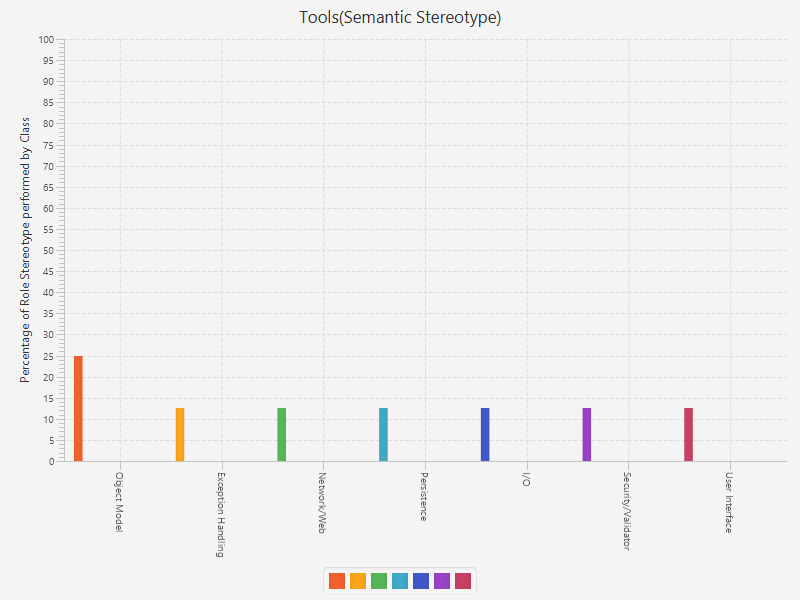 Tools(Semantic Stereotype)
Percentage of Role Stereotype performed by Class
100
95
90
85
80
75
70
65
60
55
50
45
40
35
30
25
20
15
10
5
0
Object Model
Exception Handling
Network/Web
Persistence
I/O
Security/Validator
User Interface